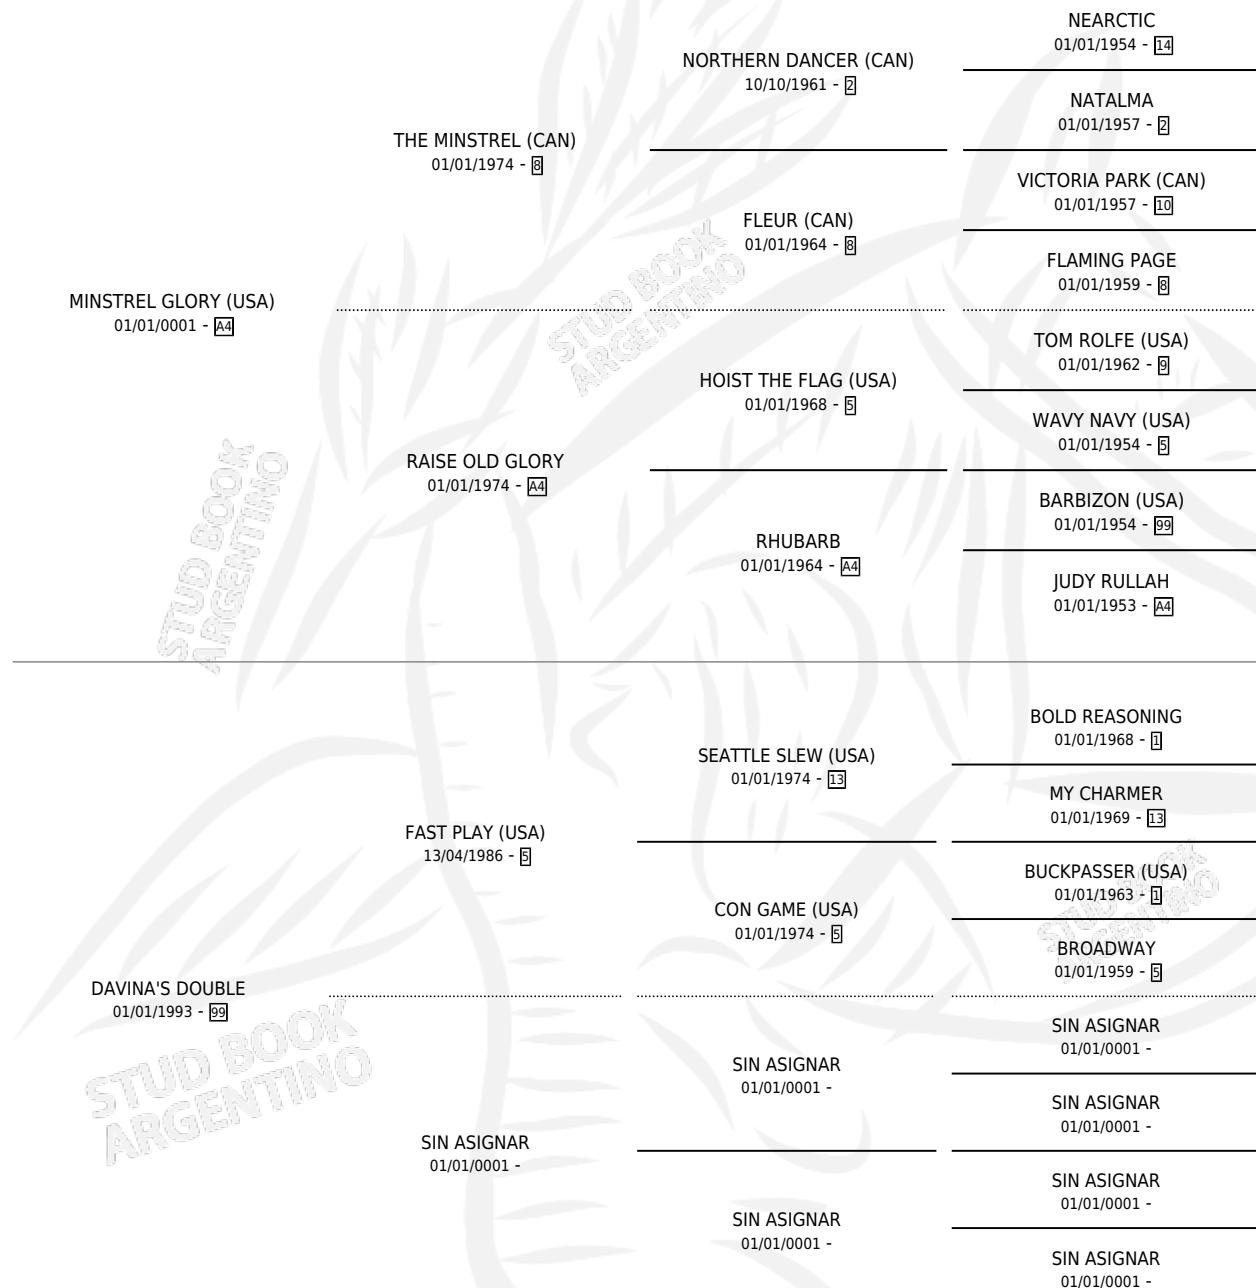 NEARCTIC
01/01/1954 - 14
NORTHERN DANCER (CAN)
10/10/1961 - 2
NATALMA
01/01/1957 - 2
THE MINSTREL (CAN)
01/01/1974 - 8
VICTORIA PARK (CAN)
01/01/1957 - 10
FLEUR (CAN)
01/01/1964 - 8
FLAMING PAGE
01/01/1959 - 8
MINSTREL GLORY (USA)
01/01/0001 - A4
STUD BOOK
ARGENTINO
TOM ROLFE (USA)
01/01/1962 - 9
HOIST THE FLAG (USA)
01/01/1968 - 5
WAVY NAVY (USA)
01/01/1954 - 5
RAISE OLD GLORY
01/01/1974 - A4
BARBIZON (USA)
01/01/1954 - 99
RHUBARB
01/01/1964 - A4
JUDY RULLAH
01/01/1953 - A4
STUD BOOK
ARGENTINO
BOLD REASONING
01/01/1968 - 1
SEATTLE SLEW (USA)
01/01/1974 - 13
MY CHARMER
01/01/1969 - 13
FAST PLAY (USA)
13/04/1986 - 5
BUCKPASSER (USA)
01/01/1963 - 1
CON GAME (USA)
01/01/1974 - 5
BROADWAY
01/01/1959 - 5
STUD BOOK
ARGENTINO
DAVINA'S DOUBLE
01/01/1993 - 99
STUD BOOK
ARGENTINO
SIN ASIGNAR
01/01/0001 -
SIN ASIGNAR
01/01/0001 -
SIN ASIGNAR
01/01/0001 -
SIN ASIGNAR
01/01/0001 -
SIN ASIGNAR
01/01/0001 -
SIN ASIGNAR
01/01/0001 -
SIN ASIGNAR
01/01/0001 -